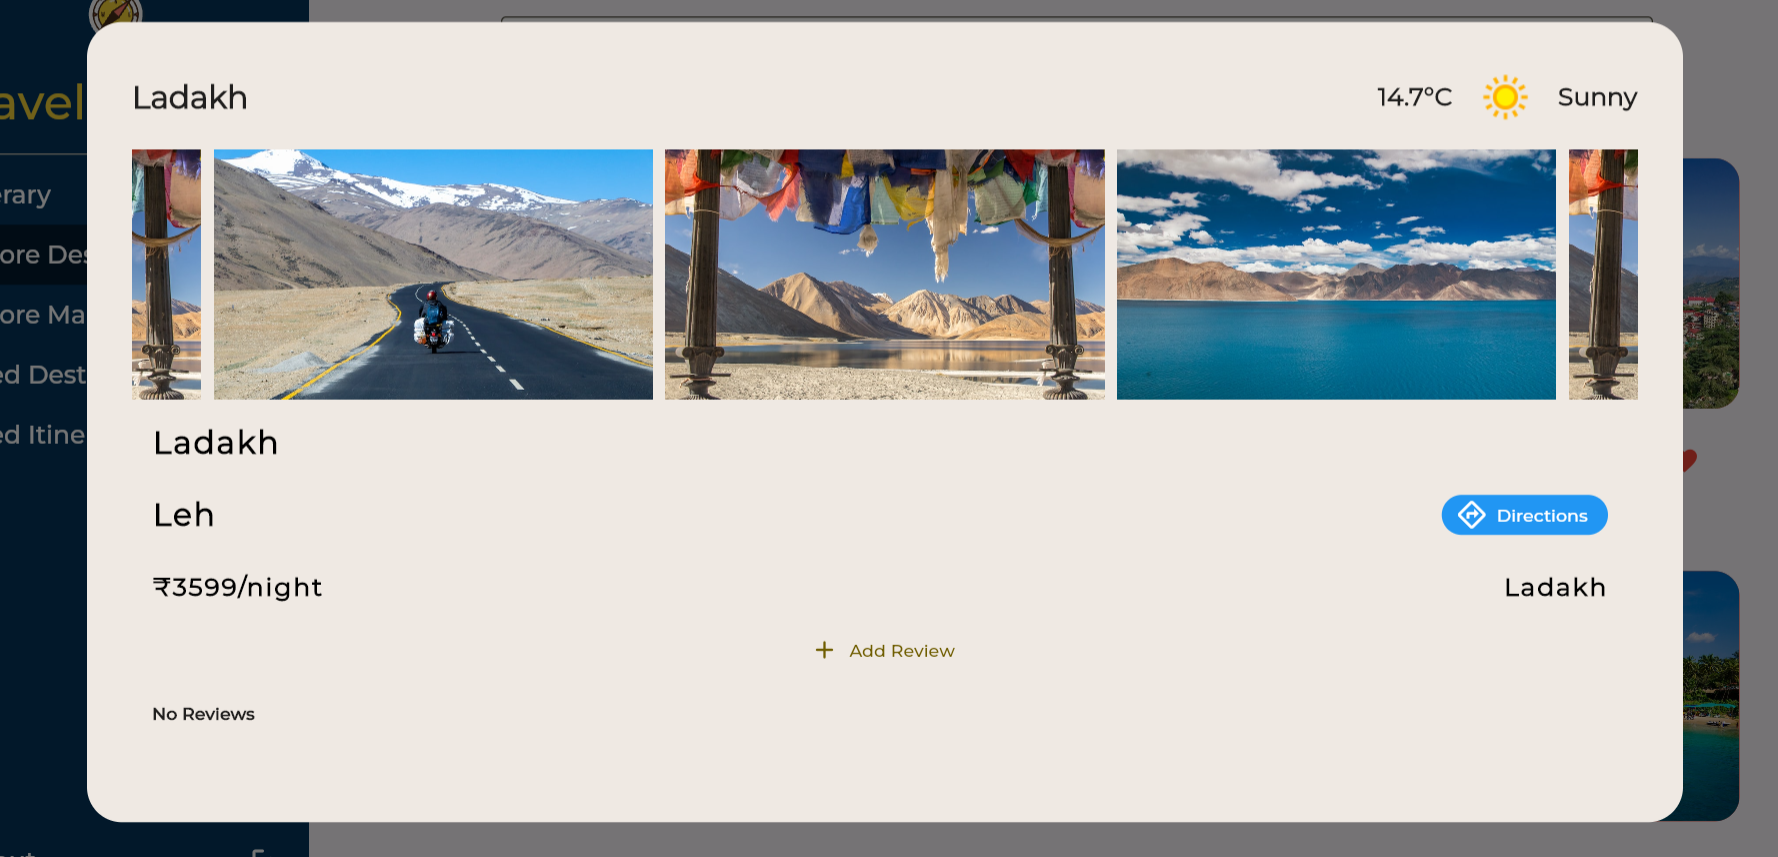 avel
Ladakh
14.7°C
Sunny
erary
ore Des
ore Ma
ed Dest
ed Itine
Ladakh
Leh
Directions
₹3599/night
Ladakh
+ Add Review
No Reviews